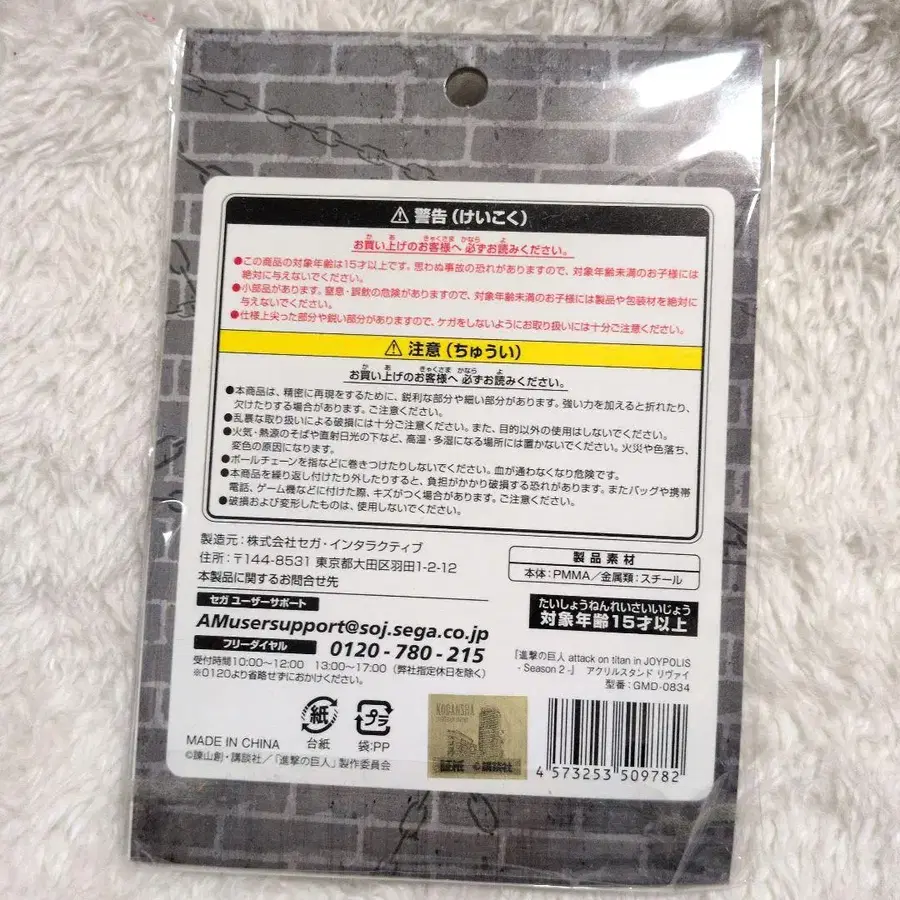 ⚠ 警告(けいこく)
か あ きゃくさま かなら よ
お買い上げのお客様へ 必ずお読みください。
●この商品の対象年齢は15才以上です。思わぬ事故の恐れがありますので、対象年齢未満のお子様には
絶対に与えないでください。
●小部品があります。窒息・誤飲の危険がありますので、対象年齢未満のお子様には製品や包装材を絶対に
与えないでください。
●仕様上尖った部分や鋭い部分がありますので、ケガをしないようにお取り扱いには十分ご注意ください。
⚠ 注意(ちゅうい)
か あ きゃくさま かなら よ
お買い上げのお客様へ 必ずお読みください。
●本商品は、精密に再現をするために、鋭利な部分や細い部分があります。強い力を加えると折れたり、
欠けたりする場合があります。ご注意ください。
●乱暴な取り扱いによる破損には十分ご注意ください。また、目的以外の使用はしないでください。
●火気・熱源のそばや直射日光の下など、高温・多湿になる場所には置かないでください。火災や色落ち、
変色の原因になります。
●ボールチェーンを指などに巻きつけたりしないでください。血が通わなくなり危険です。
●本商品を繰り返し付けたり外したりすると、負担がかかり破損する恐れがあります。またバッグや携帯
電話、ゲーム機などに付けた際、キズがつく場合があります。ご注意ください。
●破損および変形したものは、使用しないでください。
製造元:株式会社セガ・インタラクティブ
住所:〒144-8531 東京都大田区羽田1-2-12
本製品に関するお問合せ先
セガ ユーザーサポート
AMusersupport@soj.sega.co.jp
フリーダイヤル 0120-780-215
受付時間10:00~12:00 13:00~17:00(弊社指定休日を除く)
※0120より省略せずにおかけください。
製品素材
本体:PMMA/金属類:スチール
たいしょうねんれいさいいじょう
対象年齢15才以上
『進撃の巨人 attack on titan in JOYPOLIS
- Season 2 -』 アクリルスタンド リヴァイ
型番:GMD-0834
紙
台紙
プラ
袋:PP
MADE IN CHINA
©諫山創・講談社/「進撃の巨人」製作委員会
KODANSHA
証紙 ©講談社
4 573253 509782